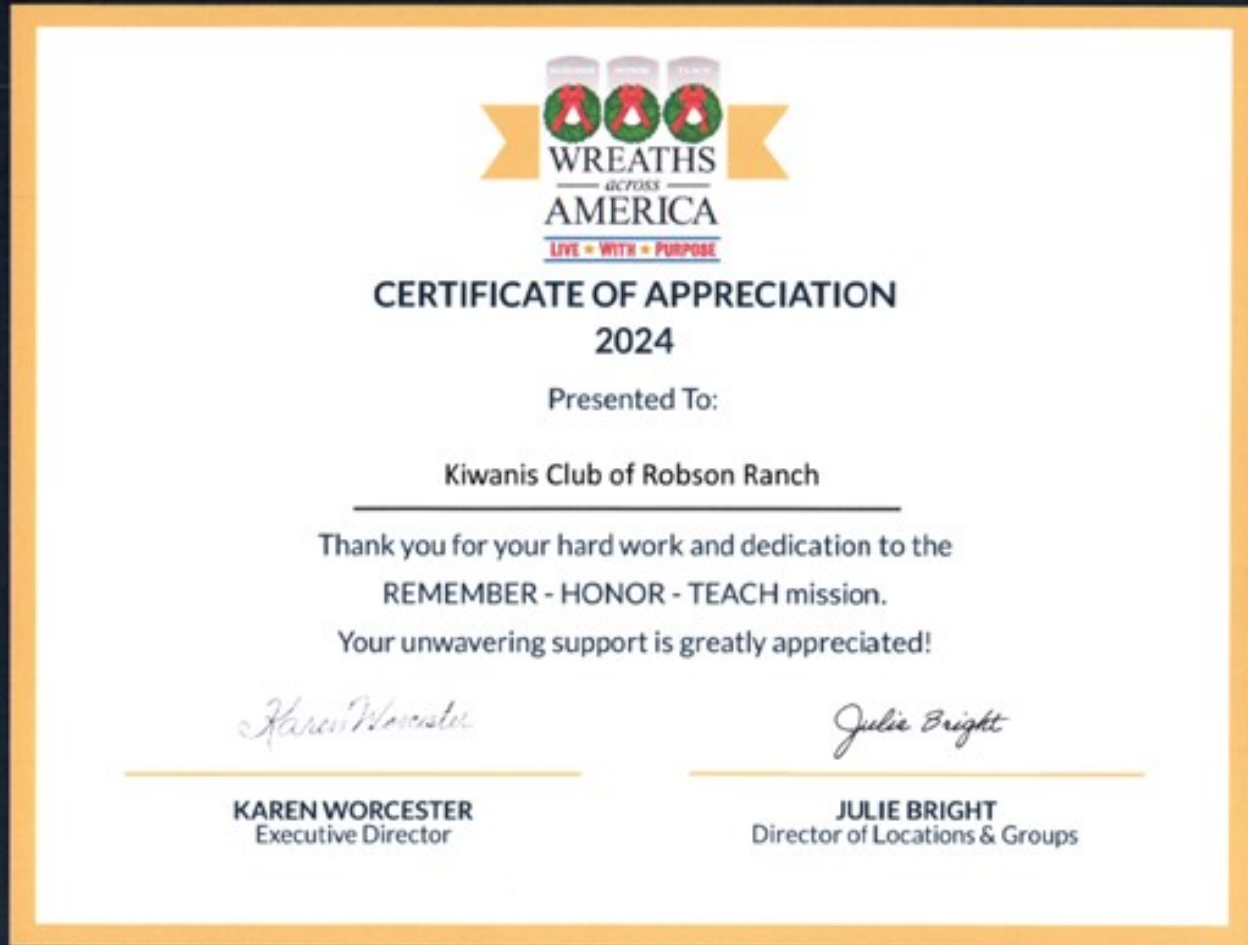 HONOR
TEACH
WREATHS
across
AMERICA
LIVE ★ WITH ★ PURPOSE
CERTIFICATE OF APPRECIATION
2024
Presented To:
Kiwanis Club of Robson Ranch
Thank you for your hard work and dedication to the
REMEMBER - HONOR - TEACH mission.
Your unwavering support is greatly appreciated!
Karen Worcester
Julie Bright
KAREN WORCESTER
Executive Director
JULIE BRIGHT
Director of Locations & Groups